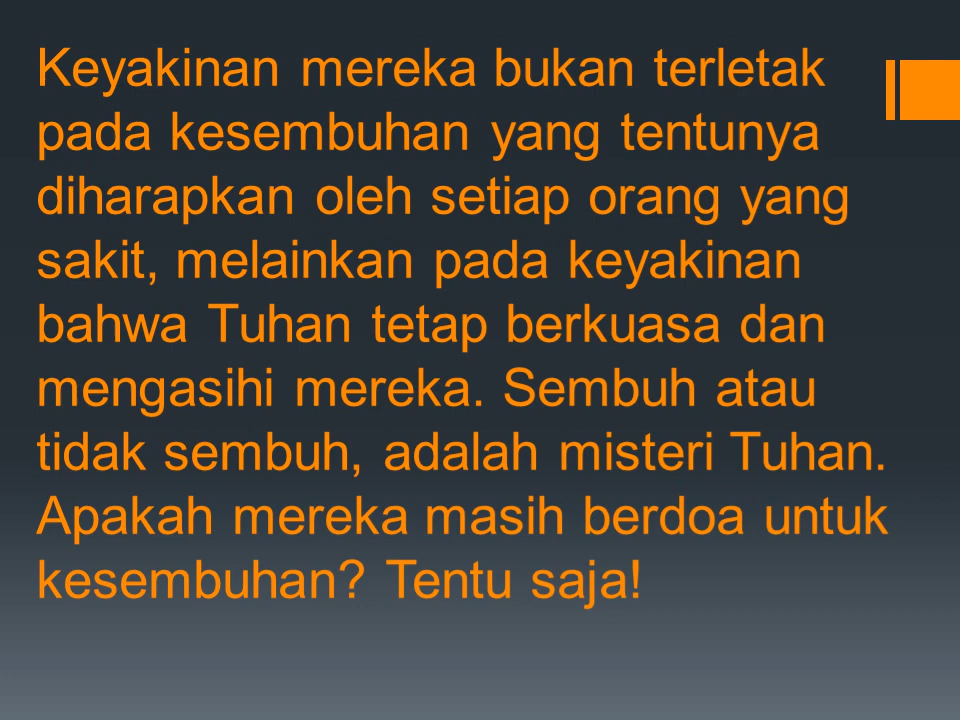 Keyakinan mereka bukan terletak
pada kesembuhan yang tentunya
diharapkan oleh setiap orang yang
sakit, melainkan pada keyakinan
bahwa Tuhan tetap berkuasa dan
mengasihi mereka. Sembuh atau
tidak sembuh, adalah misteri Tuhan.
Apakah mereka masih berdoa untuk
kesembuhan? Tentu saja!